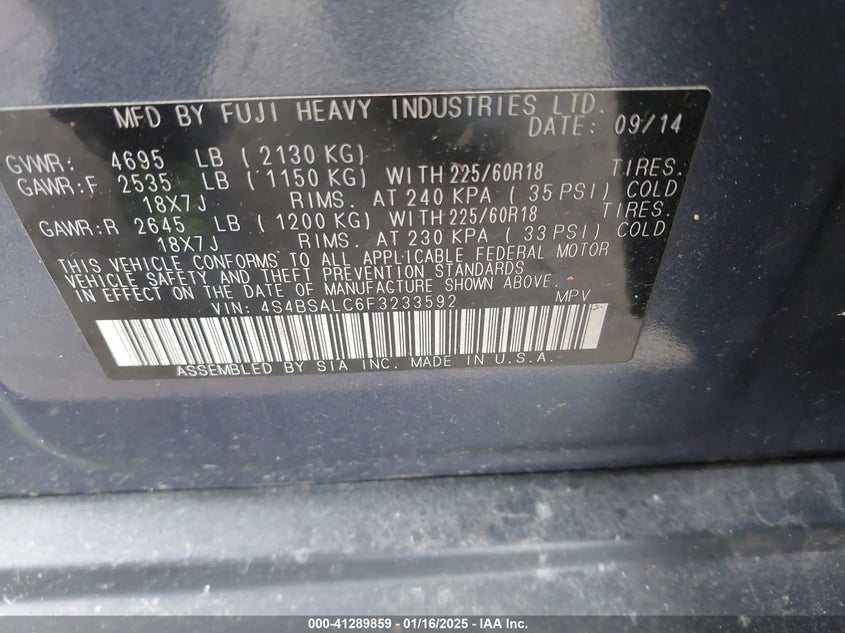 MFD BY FUJI HEAVY INDUSTRIES LTD.
DATE: 09/14
GVWR: 4695 LB ( 2130 KG)
GAWR:F 2535 LB ( 1150 KG) WITH 225/60R18 TIRES.
18X7J RIMS. AT 240 KPA ( 35 PSI) COLD
GAWR:R 2645 LB ( 1200 KG) WITH 225/60R18 TIRES.
18X7J RIMS. AT 230 KPA ( 33 PSI) COLD
THIS VEHICLE CONFORMS TO ALL APPLICABLE FEDERAL MOTOR
VEHICLE SAFETY AND THEFT PREVENTION STANDARDS
IN EFFECT ON THE DATE OF MANUFACTURE SHOWN ABOVE.
VIN: 4S4BSALC6F3233592 MPV
ASSEMBLED BY SIA INC. MADE IN U.S.A.
000-41289859 - 01/16/2025 - IAA Inc.